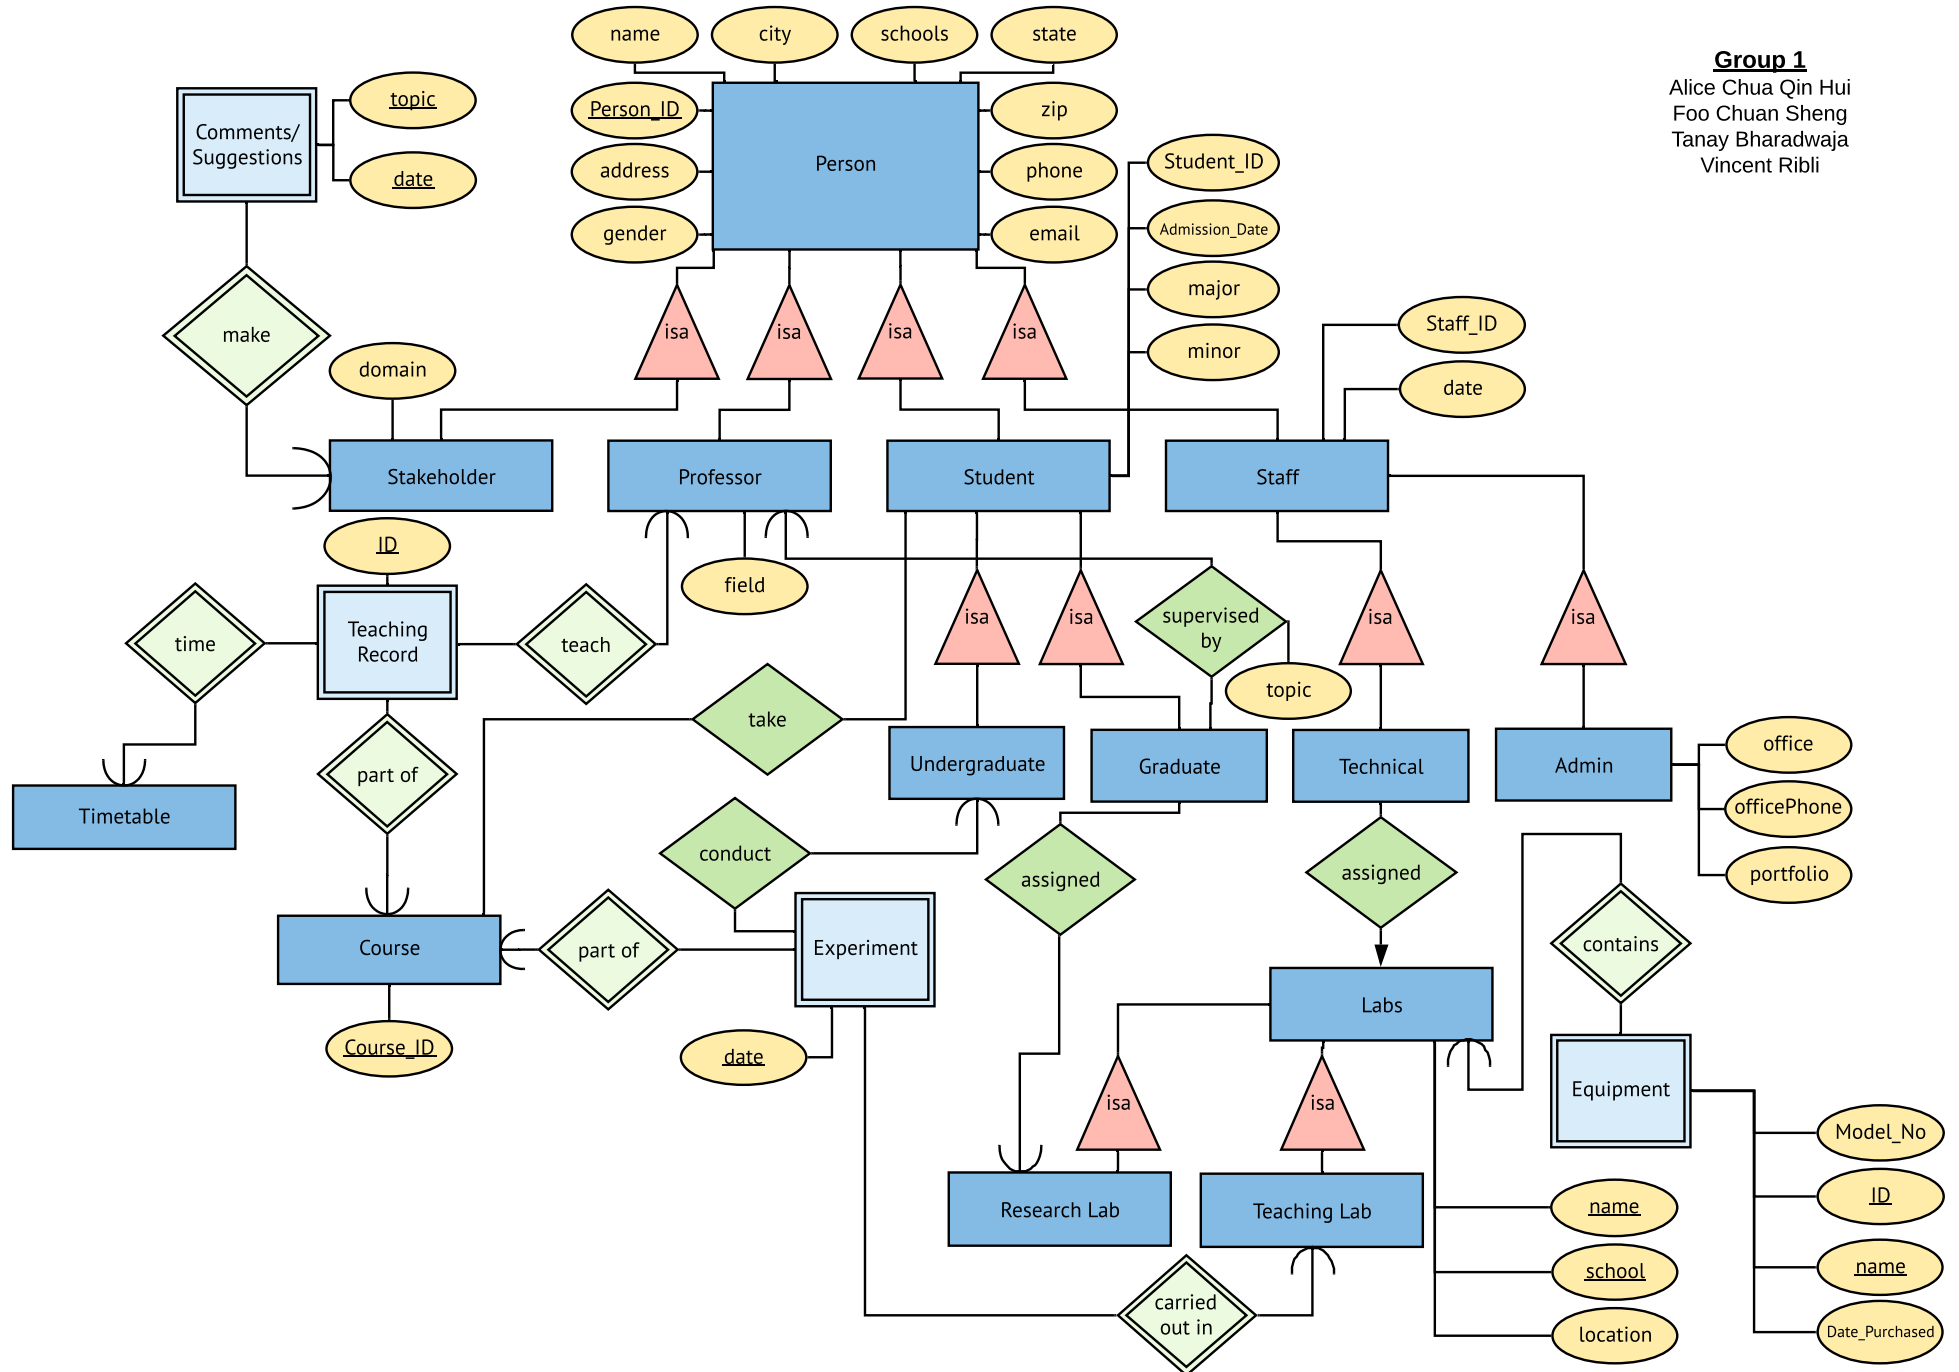 name
city
schools
state
Group 1
Alice Chua Qin Hui
Foo Chuan Sheng
Tanay Bharadwaja
Vincent Ribli
topic
Person_ID
zip
Comments/
Suggestions
Person
Student_ID
date
address
phone
gender
email
Admission_Date
major
minor
make
isa
isa
isa
isa
Staff_ID
domain
date
Stakeholder
Professor
Student
Staff
ID
field
time
Teaching
Record
teach
isa
isa
supervised
by
isa
isa
topic
take
part of
Undergraduate
Graduate
Technical
Admin
office
officePhone
portfolio
Timetable
conduct
assigned
assigned
Course
part of
Experiment
contains
Labs
Course_ID
date
isa
isa
Equipment
Model_No
ID
name
Date_Purchased
Research Lab
Teaching Lab
name
school
location
carried
out in